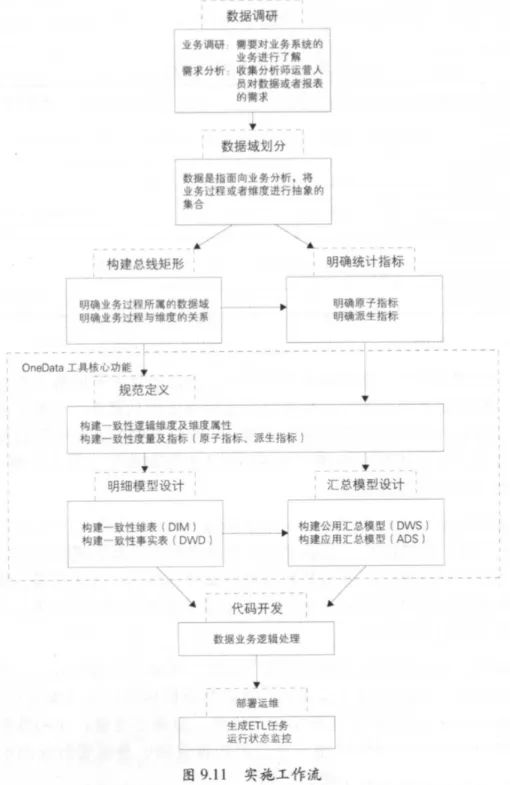 数据调研
业务调研：需要对业务系统的
业务进行了解
需求分析：收集分析师运营人
员对数据或者报表
的需求
数据域划分
数据是指面向业务分析，将
业务过程或者维度进行抽象的
集合
构建总线矩形
明确业务过程所属的数据域
明确业务过程与维度的关系
明确统计指标
明确原子指标
明确派生指标
OneData 工具核心功能
规范定义
构建一致性逻辑维度及维度属性
构建一致性度量及指标（原子指标、派生指标）
明细模型设计
构建一致性维表（DIM）
构建一致性事实表（DWD）
汇总模型设计
构建公用汇总模型（DWS）
构建应用汇总模型（ADS）
代码开发
数据业务逻辑处理
部署运维
生成ETL任务
运行状态监控
图 9.11 实施工作流